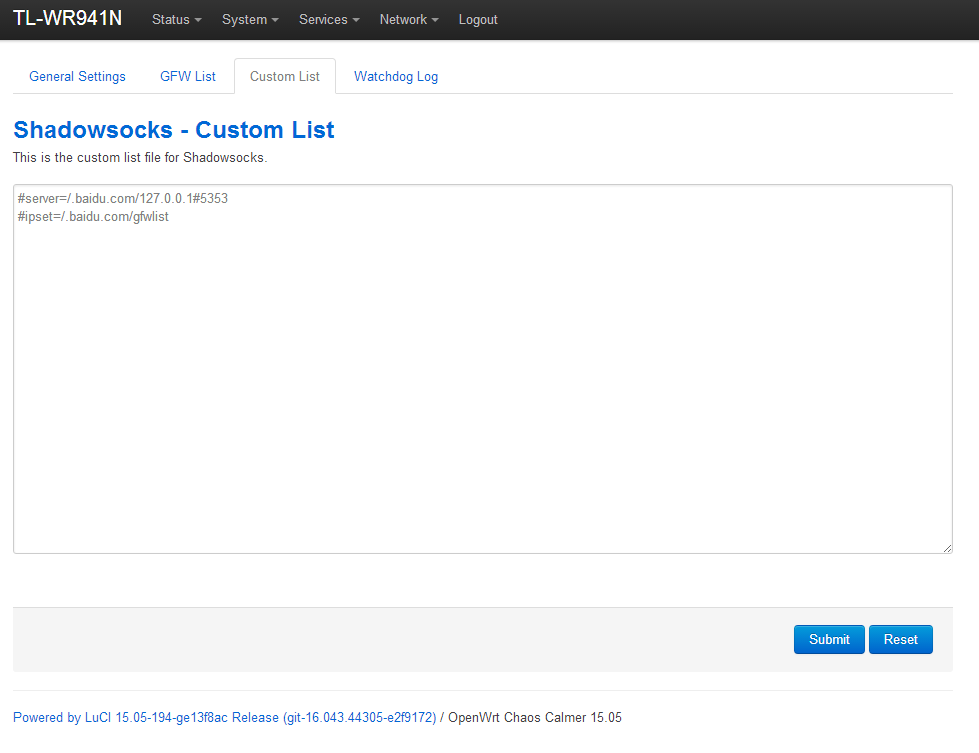 TL-WR941N Status System Services Network Logout
General Settings GFW List Custom List Watchdog Log
Shadowsocks - Custom List
This is the custom list file for Shadowsocks.
#server=/.baidu.com/127.0.0.1#5353
#ipset=/.baidu.com/gfwlist
Submit Reset
Powered by LuCI 15.05-194-ge13f8ac Release (git-16.043.44305-e2f9172) / OpenWrt Chaos Calmer 15.05